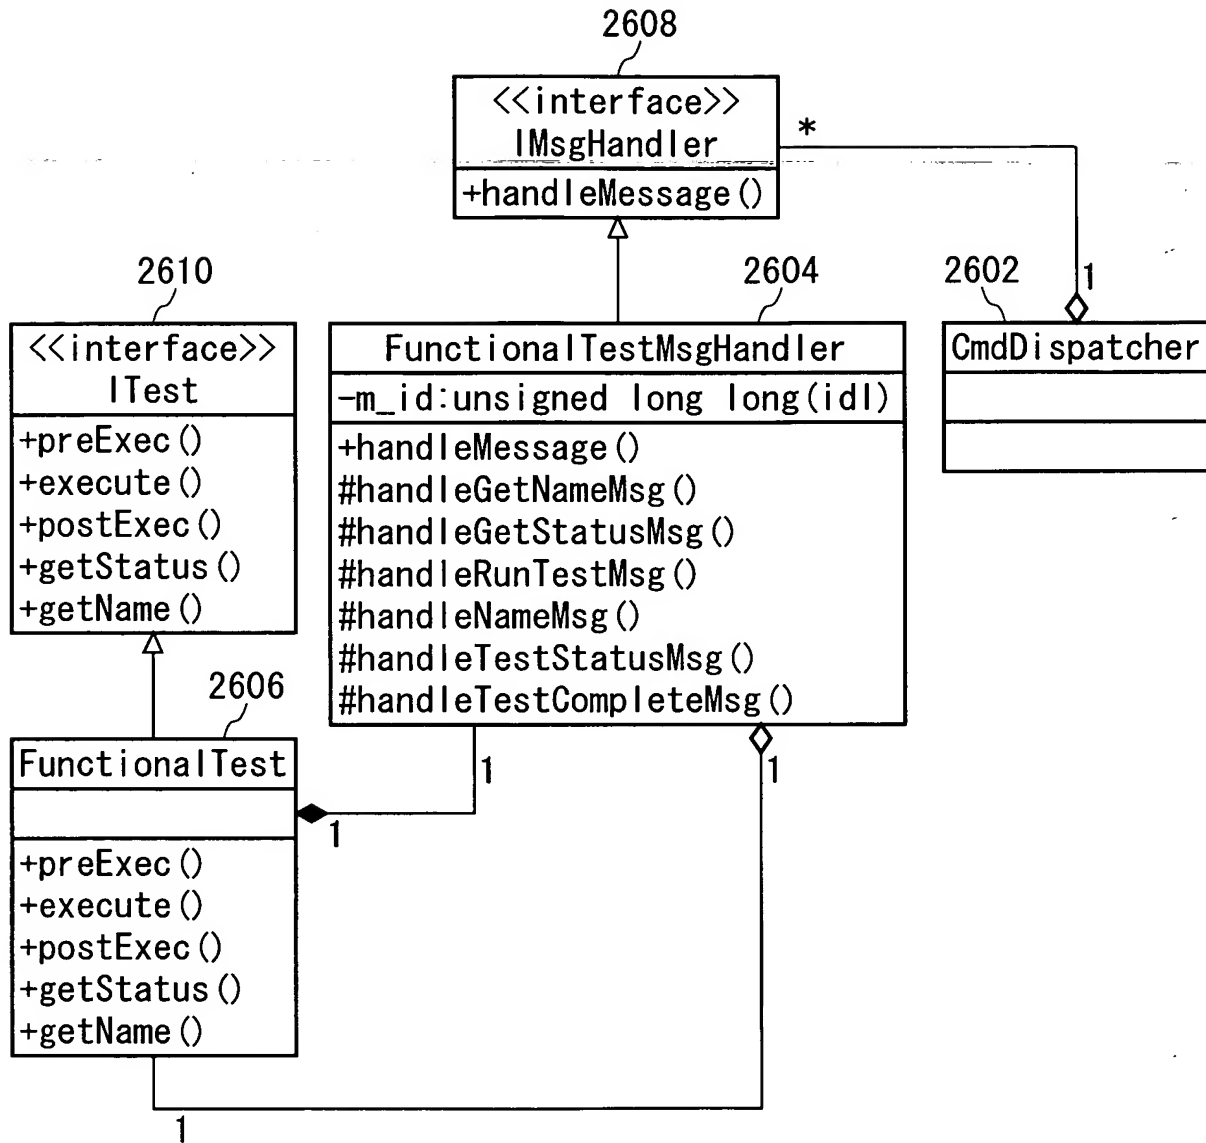 2608
<<interface>>
IMsgHandler
+handleMessage()
*
1
2610
<<interface>>
ITest
+preExec()
+execute()
+postExec()
+getStatus()
+getName()
2604
FunctionalTestMsgHandler
-m_id:unsigned long long(idl)
+handleMessage()
#handleGetNameMsg()
#handleGetStatusMsg()
#handleRunTestMsg()
#handleNameMsg()
#handleTestStatusMsg()
#handleTestCompleteMsg()
2602
CmdDispatcher
2606
FunctionalTest
+preExec()
+execute()
+postExec()
+getStatus()
+getName()
1
1
1
1